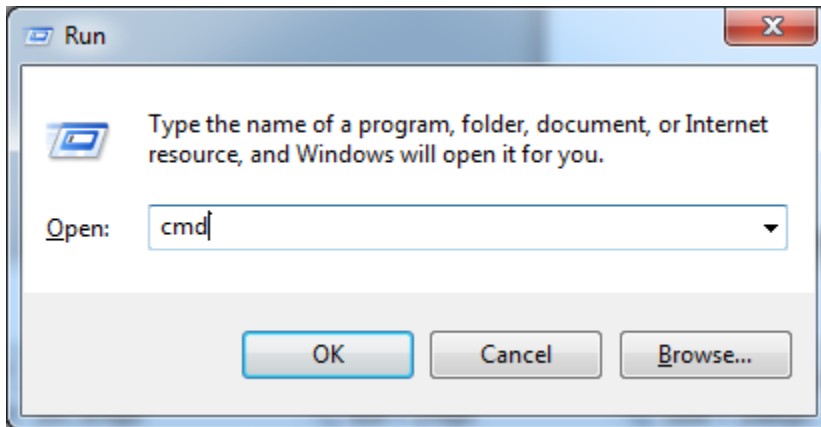 Run
Type the name of a program, folder, document, or Internet
resource, and Windows will open it for you.
Open: cmd
OK Cancel Browse...